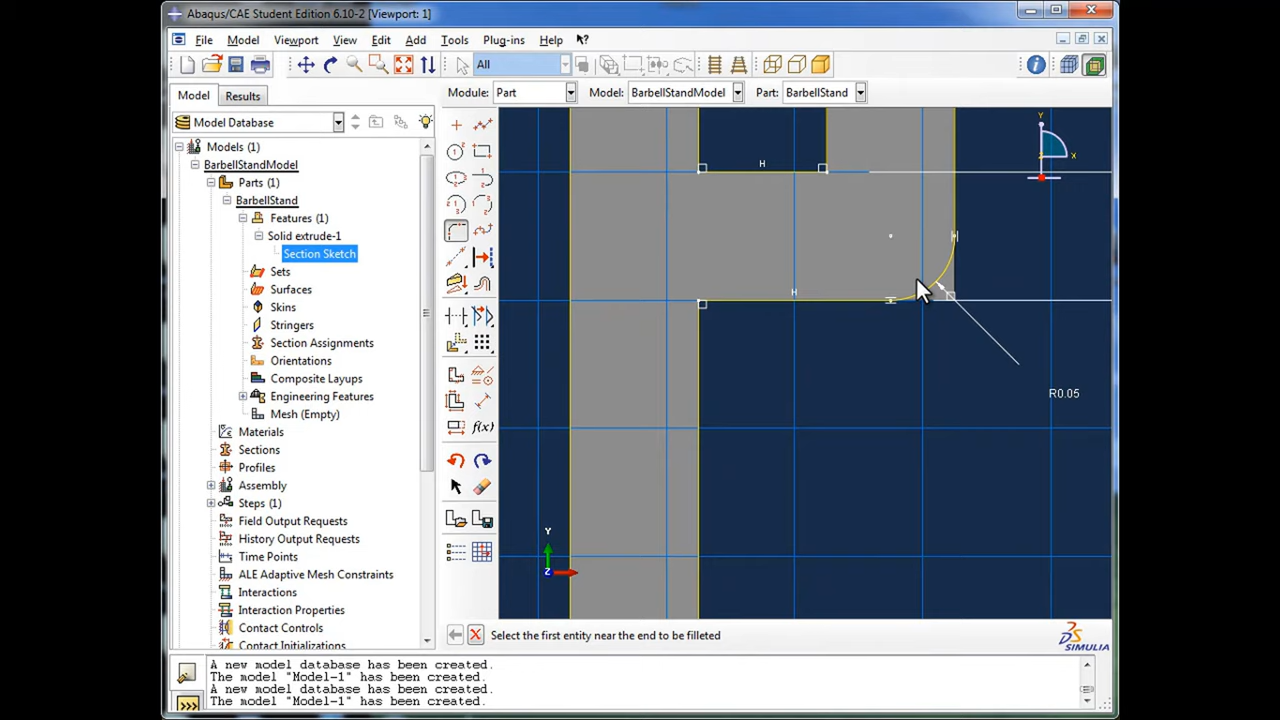 Abaqus/CAE Student Edition 6.10-2 [Viewport: 1]
File Model Viewport View Edit Add Tools Plug-ins Help
All
Model Results
Module: Part Model: BarbellStandModel Part: BarbellStand
Model Database
Models (1)
BarbellStandModel
Parts (1)
BarbellStand
Features (1)
Solid extrude-1
Section Sketch
Sets
Surfaces
Skins
Stringers
Section Assignments
Orientations
Composite Layups
Engineering Features
Mesh (Empty)
Materials
Sections
Profiles
Assembly
Steps (1)
Field Output Requests
History Output Requests
Time Points
ALE Adaptive Mesh Constraints
Interactions
Interaction Properties
Contact Controls
Contact Initializations
f(x)
Y
X
H
H
R0.05
Y
Z
Select the first entity near the end to be filleted
SIMULIA
A new model database has been created.
The model "Model-1" has been created.
A new model database has been created.
The model "Model-1" has been created.
>>>